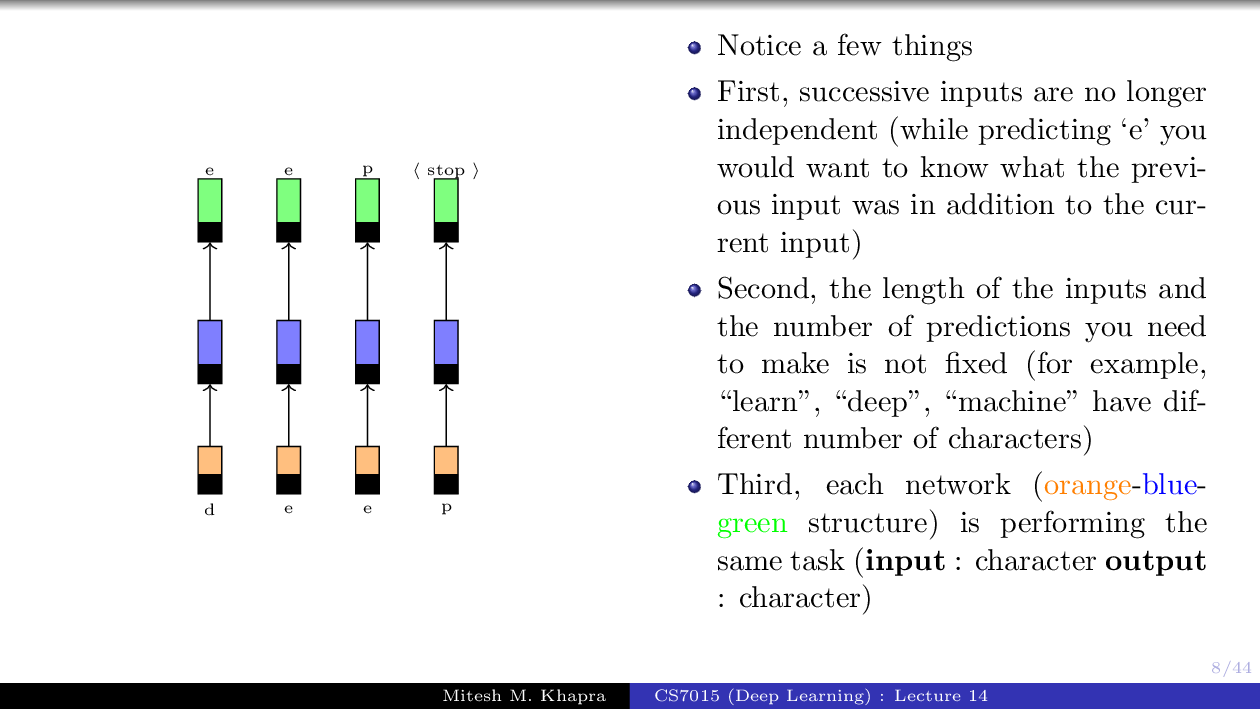 e e p ⟨ stop ⟩
d e e p
Notice a few things
First, successive inputs are no longer
independent (while predicting ‘e’ you
would want to know what the previ-
ous input was in addition to the cur-
rent input)
Second, the length of the inputs and
the number of predictions you need
to make is not fixed (for example,
“learn”, “deep”, “machine” have dif-
ferent number of characters)
Third, each network (orange-blue-
green structure) is performing the
same task (input : character output
: character)
8/44
Mitesh M. Khapra CS7015 (Deep Learning) : Lecture 14